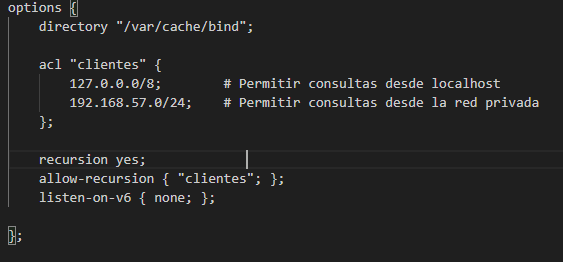 options {
    directory "/var/cache/bind";
    acl "clientes" {
        127.0.0.0/8;        # Permitir consultas desde localhost
        192.168.57.0/24;    # Permitir consultas desde la red privada
    };
    recursion yes;
    allow-recursion { "clientes"; };
    listen-on-v6 { none; };
};